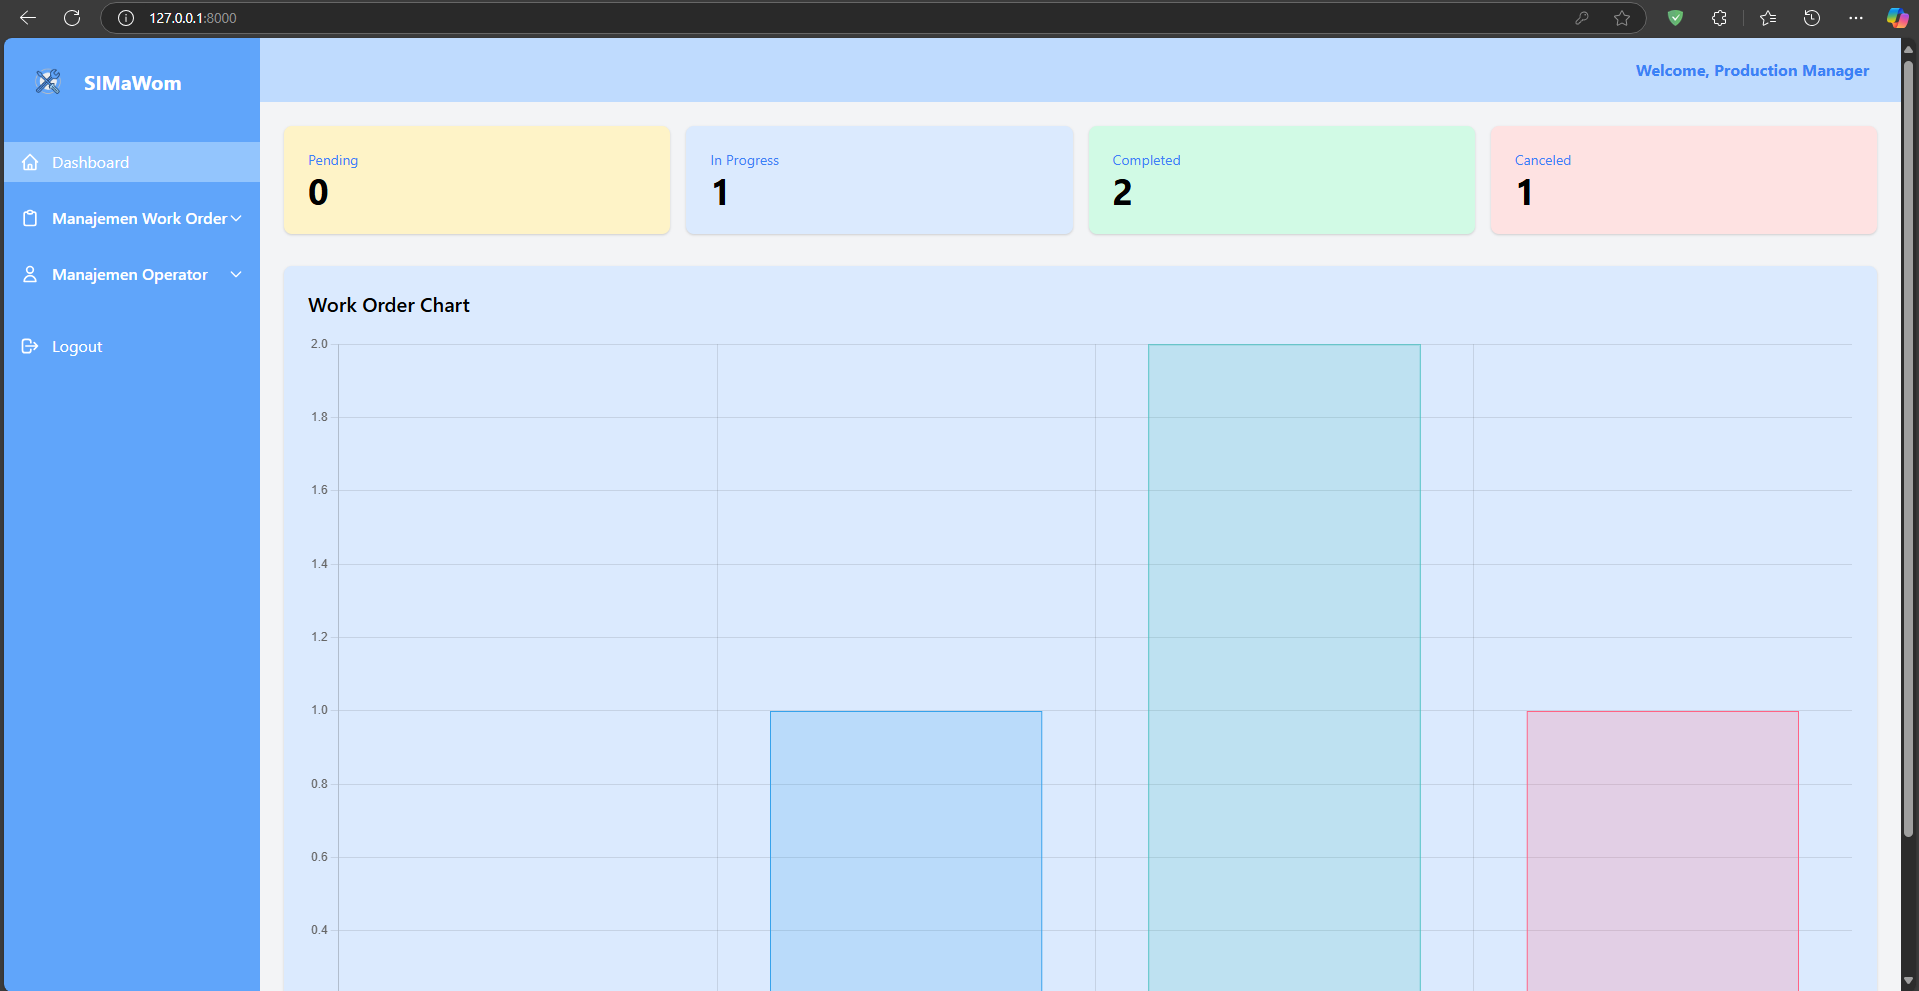 127.0.0.1:8000
SIMaWom
Welcome, Production Manager
Dashboard
Manajemen Work Order
Manajemen Operator
Logout
Pending
0
In Progress
1
Completed
2
Canceled
1
Work Order Chart
2.0
1.8
1.6
1.4
1.2
1.0
0.8
0.6
0.4